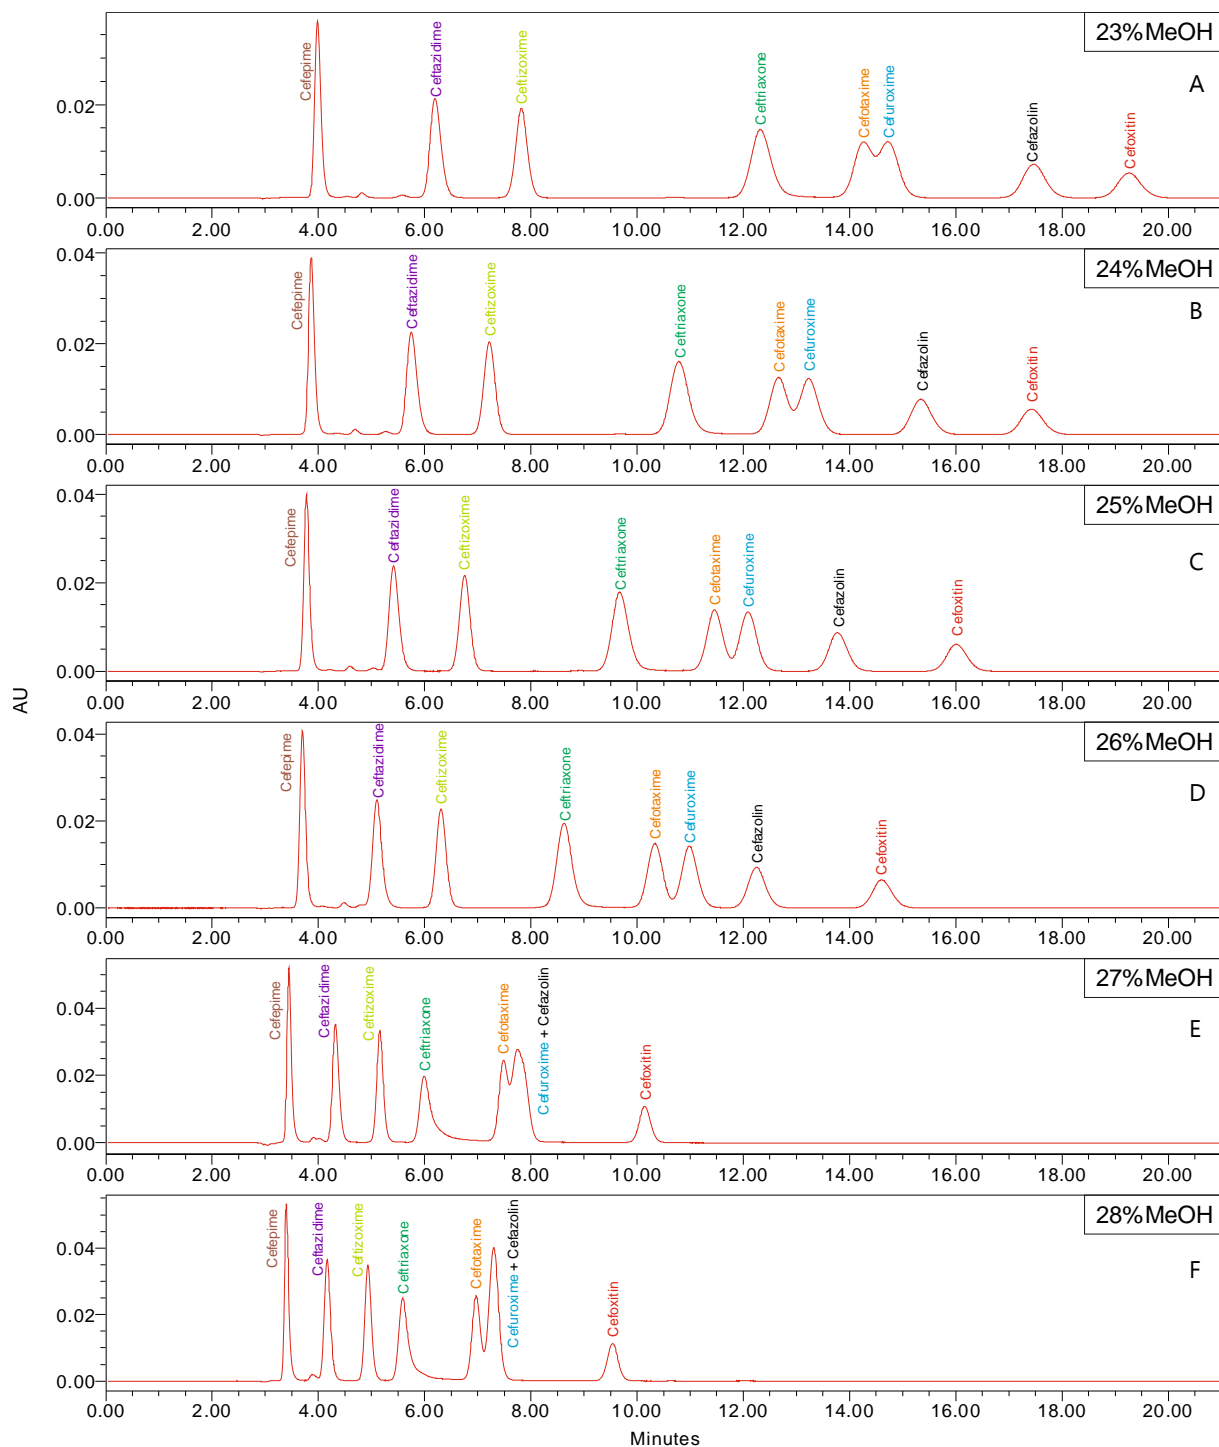 23%MeOH
A
Cefepime
Ceftazidime
Ceftizoxime
Ceftriaxone
Cefotaxime
Cefuroxime
Cefazolin
Cefoxitin
0.02
0.00
0.00 2.00 4.00 6.00 8.00 10.00 12.00 14.00 16.00 18.00 20.00
24%MeOH
B
Cefepime
Ceftazidime
Ceftizoxime
Ceftriaxone
Cefotaxime
Cefuroxime
Cefazolin
Cefoxitin
0.04
0.02
0.00
0.00 2.00 4.00 6.00 8.00 10.00 12.00 14.00 16.00 18.00 20.00
25%MeOH
C
Cefepime
Ceftazidime
Ceftizoxime
Ceftriaxone
Cefotaxime
Cefuroxime
Cefazolin
Cefoxitin
0.04
0.02
0.00
0.00 2.00 4.00 6.00 8.00 10.00 12.00 14.00 16.00 18.00 20.00
AU
26%MeOH
D
Cefepime
Ceftazidime
Ceftizoxime
Ceftriaxone
Cefotaxime
Cefuroxime
Cefazolin
Cefoxitin
0.04
0.02
0.00
0.00 2.00 4.00 6.00 8.00 10.00 12.00 14.00 16.00 18.00 20.00
27%MeOH
E
Cefepime
Ceftazidime
Ceftizoxime
Ceftriaxone
Cefotaxime
Cefuroxime + Cefazolin
Cefoxitin
0.04
0.02
0.00
0.00 2.00 4.00 6.00 8.00 10.00 12.00 14.00 16.00 18.00 20.00
28%MeOH
F
Cefepime
Ceftazidime
Ceftizoxime
Ceftriaxone
Cefotaxime
Cefuroxime + Cefazolin
Cefoxitin
0.04
0.02
0.00
0.00 2.00 4.00 6.00 8.00 10.00 12.00 14.00 16.00 18.00 20.00
Minutes